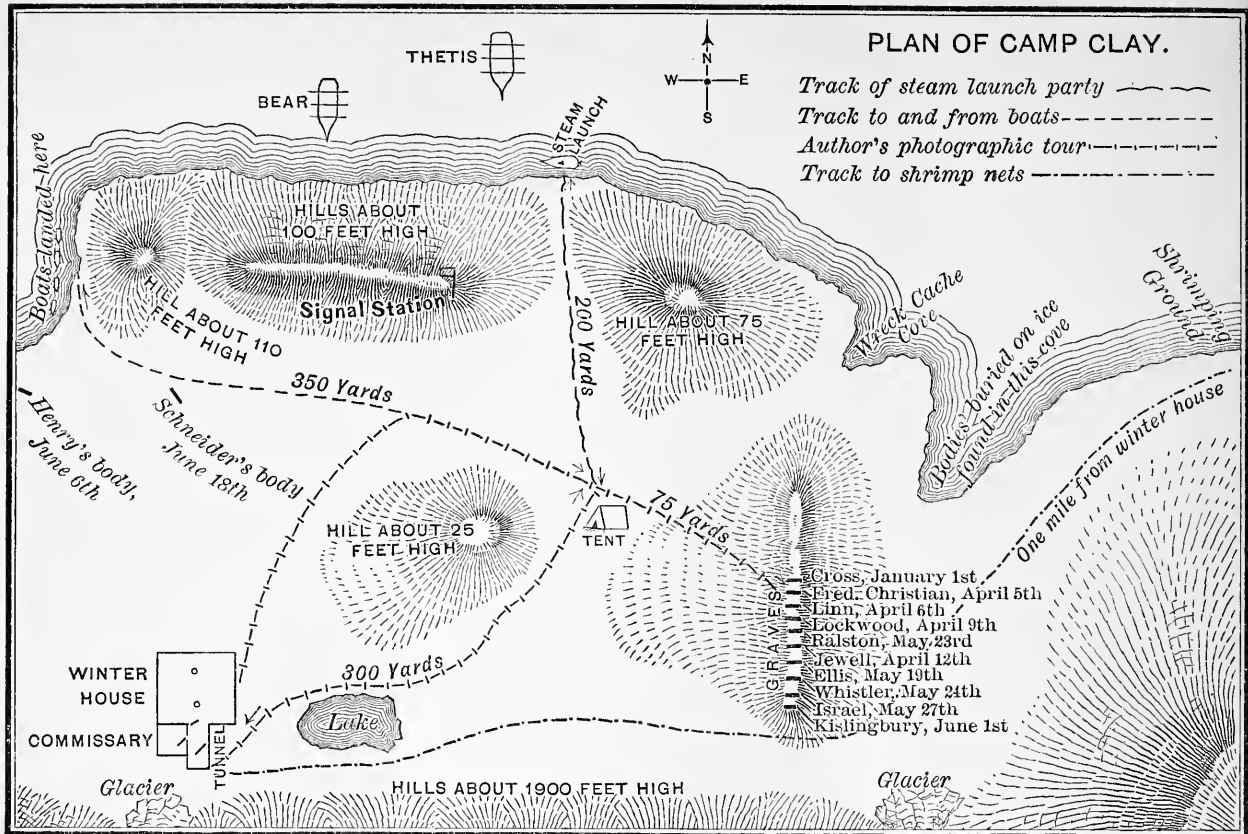 PLAN OF CAMP CLAY.
Track of steam launch party
Track to and from boats
Author's photographic tour
Track to shrimp nets
THETIS
BEAR
N
W
E
S
STEAM
LAUNCH
Boats landed here
HILLS ABOUT
100 FEET HIGH
Signal Station
HILL ABOUT 110
FEET HIGH
HILL ABOUT 75
FEET HIGH
200 Yards
Wreck Cache
Cove
Shrimping
Ground
Bodies buried on ice
found in this cove
One mile from winter house
350 Yards
Henry's body,
June 6th
Schneider's body
June 18th
HILL ABOUT 25
FEET HIGH
TENT
75 Yards
GRAVES
Cross, January 1st
Fred. Christian, April 5th
Linn, April 6th
Lockwood, April 9th
Ralston, May 23rd
Jewell, April 12th
Ellis, May 19th
Whistler, May 24th
Israel, May 27th
Kislingbury, June 1st
300 Yards
WINTER
HOUSE
COMMISSARY
TUNNEL
Lake
Glacier
HILLS ABOUT 1900 FEET HIGH
Glacier